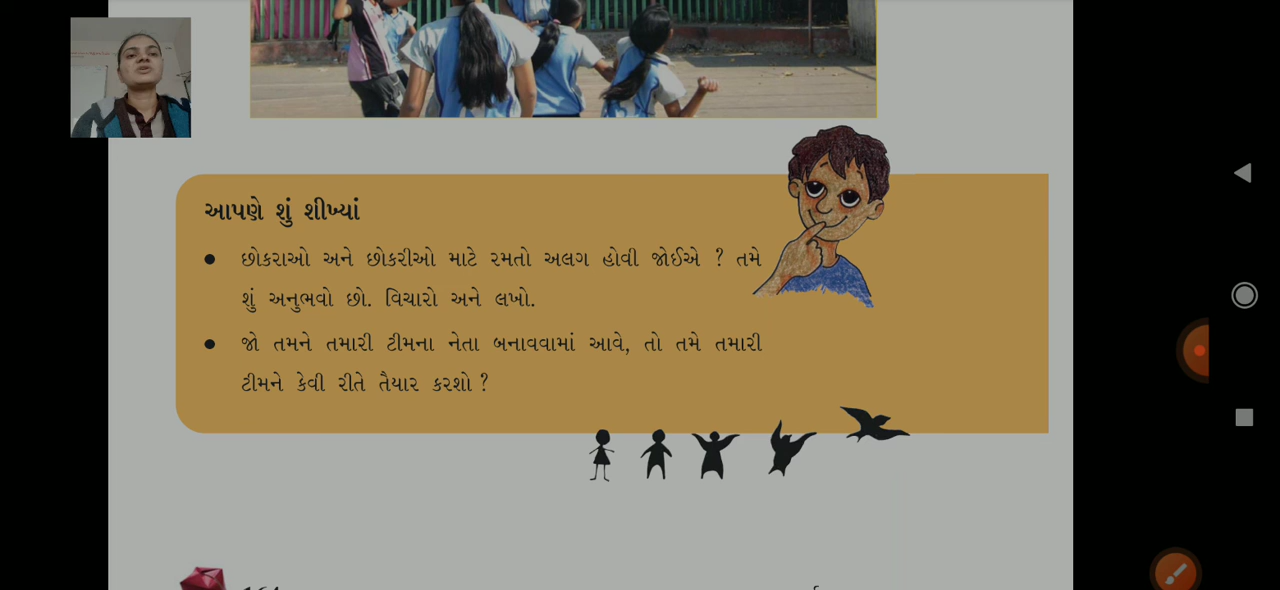 આપણે શું શીખ્યાં
● છોકરાઓ અને છોકરીઓ માટે રમતો અલગ હોવી જોઈએ ? તમે
શું અનુભવો છો. વિચારો અને લખો.
● જો તમને તમારી ટીમના નેતા બનાવવામાં આવે, તો તમે તમારી
ટીમને કેવી રીતે તૈયાર કરશો ?